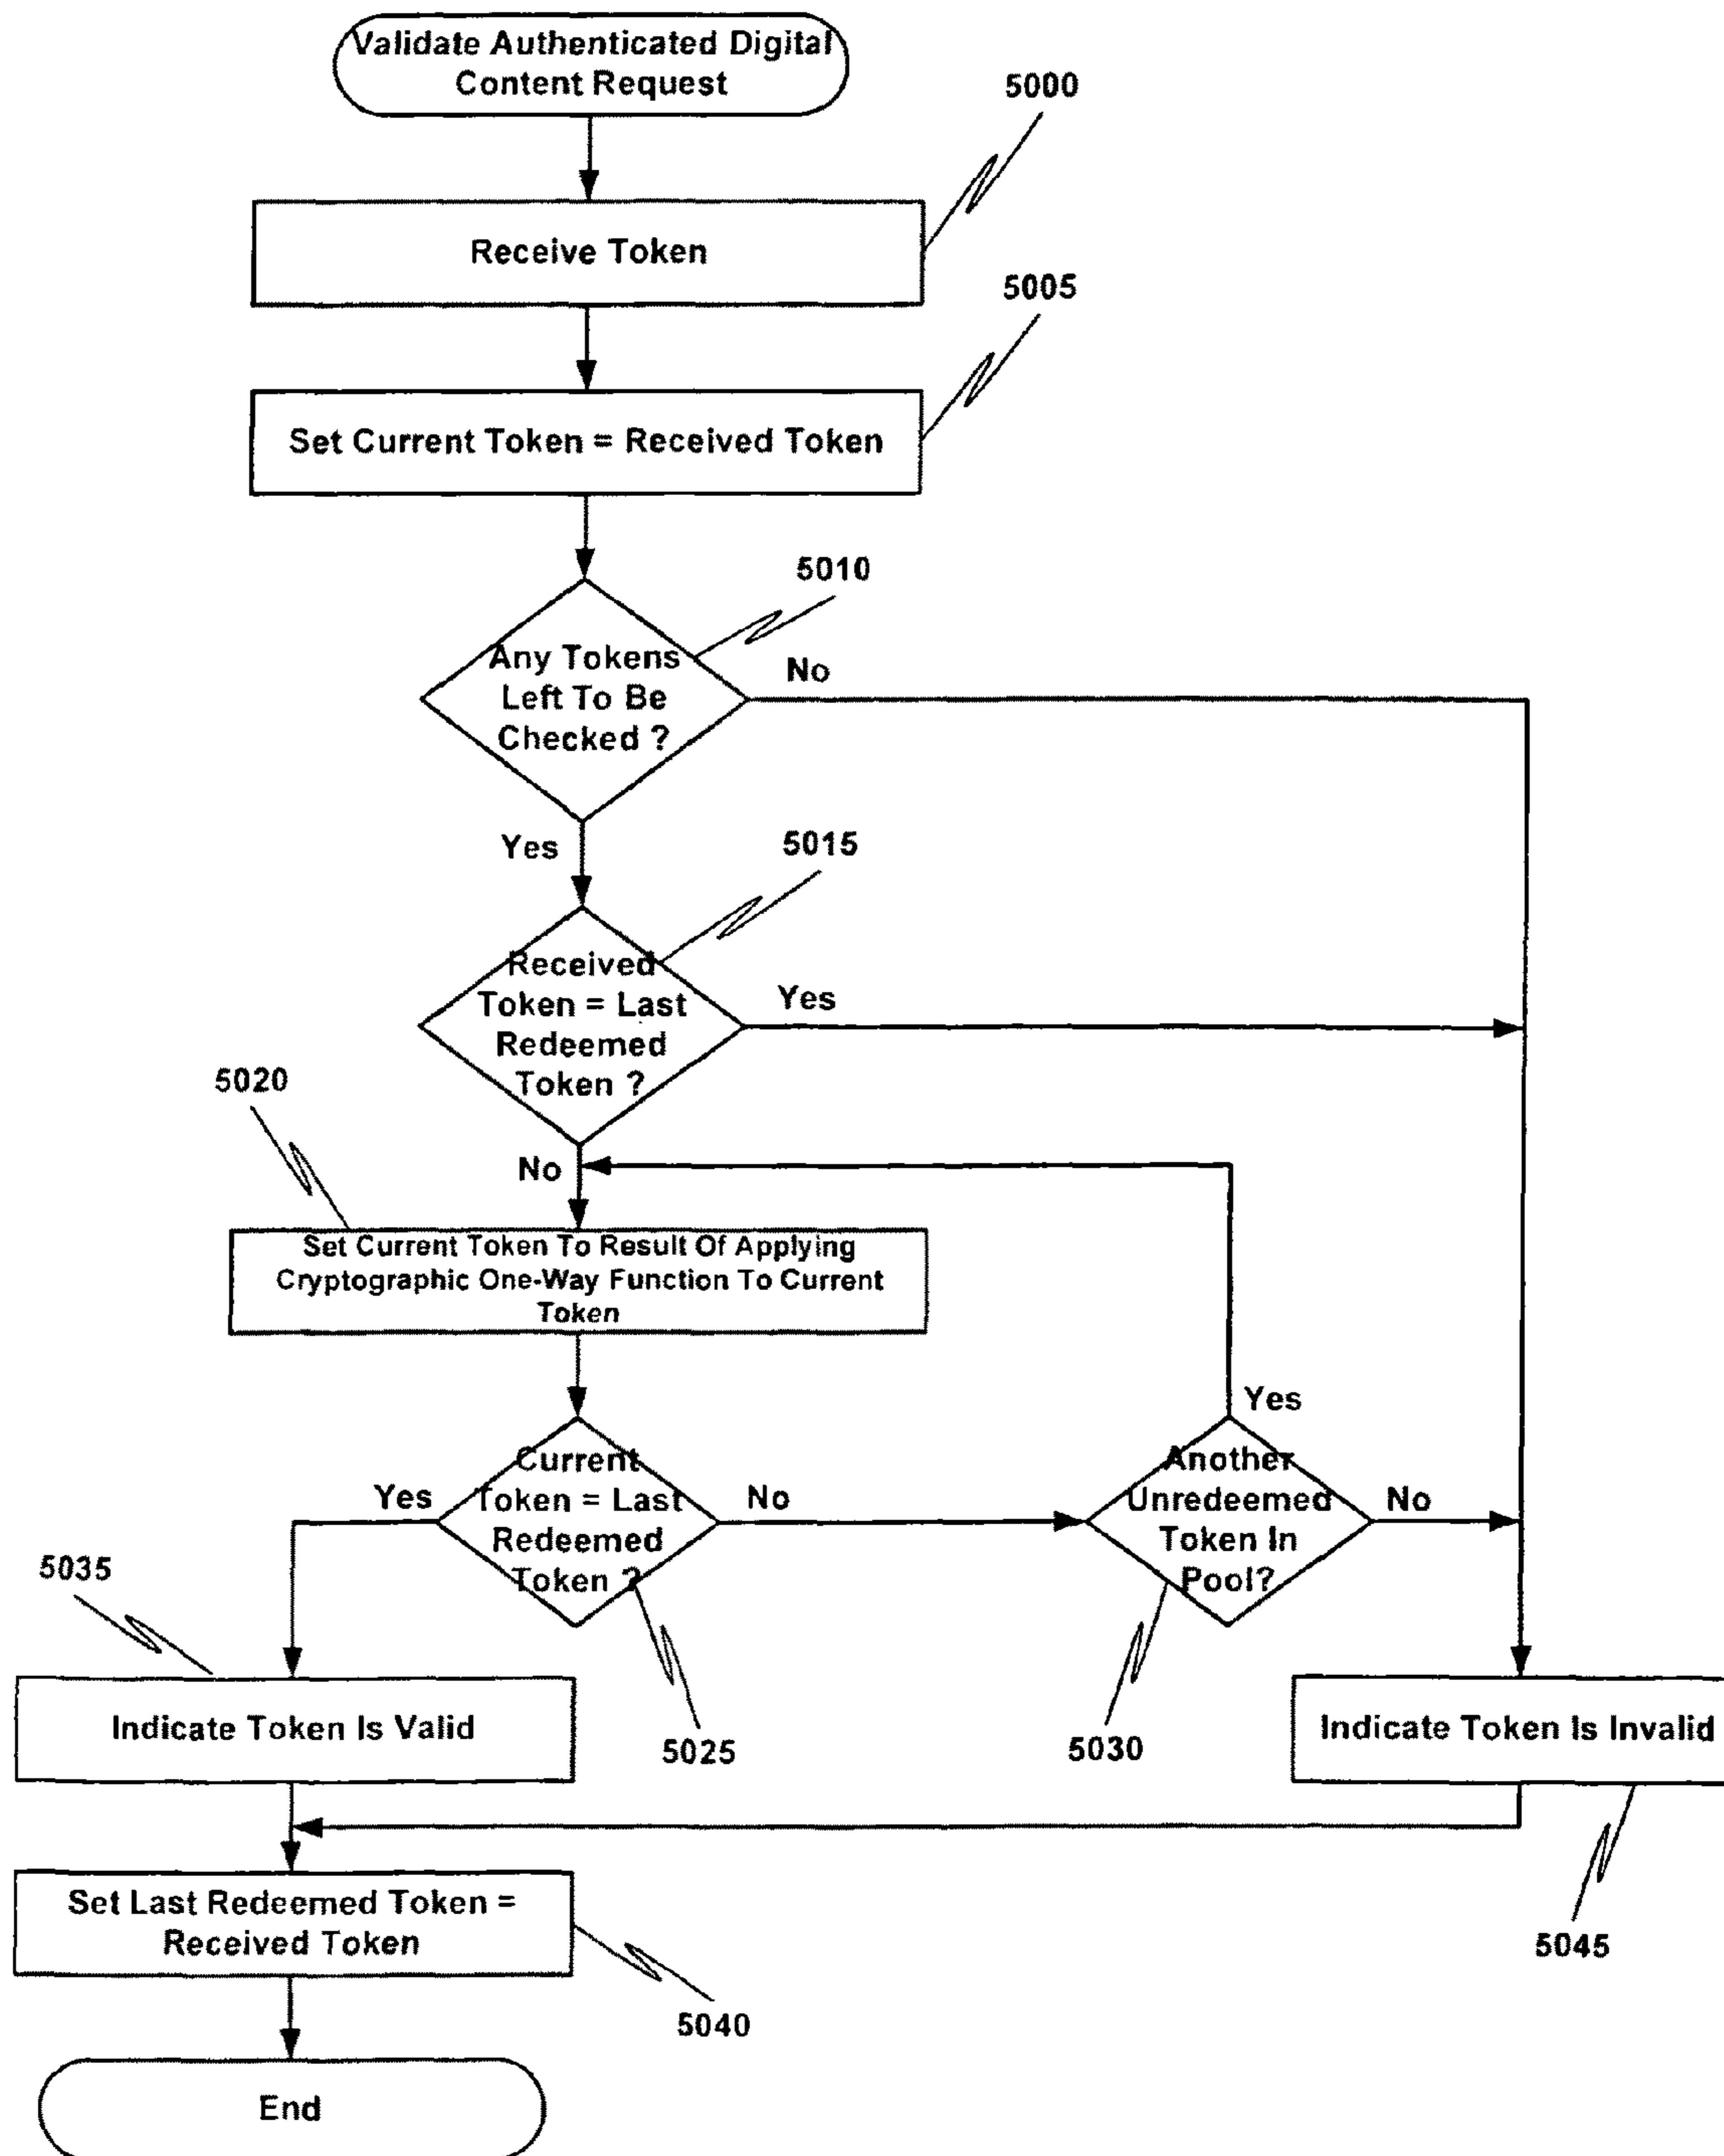 Validate Authenticated Digital
Content Request
5000
Receive Token
5005
Set Current Token = Received Token
5010
Any Tokens
Left To Be
Checked ?
No
Yes
5015
Received
Token = Last
Redeemed
Token ?
Yes
5020
No
Set Current Token To Result Of Applying
Cryptographic One-Way Function To Current
Token
Yes
Current
Token = Last
Redeemed
Token ?
Yes
No
Another
Unredeemed
Token In
Pool?
No
5035
Indicate Token Is Valid
5025
5030
Indicate Token Is Invalid
Set Last Redeemed Token =
Received Token
5045
5040
End